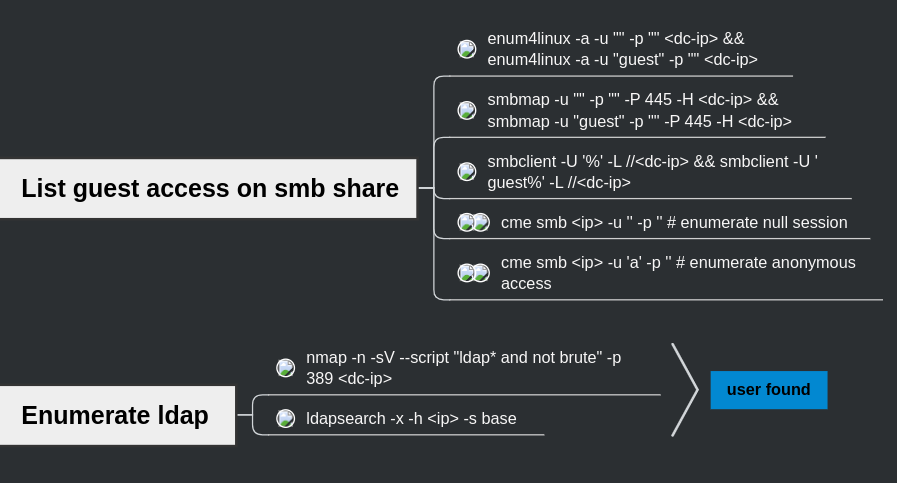 enum4linux -a -u "" -p "" <dc-ip> &&
enum4linux -a -u "guest" -p "" <dc-ip>
smbmap -u "" -p "" -P 445 -H <dc-ip> &&
smbmap -u "guest" -p "" -P 445 -H <dc-ip>
smbclient -U '%' -L //<dc-ip> && smbclient -U '
guest%' -L //<dc-ip>
List guest access on smb share
cme smb <ip> -u '' -p '' # enumerate null session
cme smb <ip> -u 'a' -p '' # enumerate anonymous
access
nmap -n -sV --script "ldap* and not brute" -p
389 <dc-ip>
user found
Enumerate ldap
ldapsearch -x -h <ip> -s base